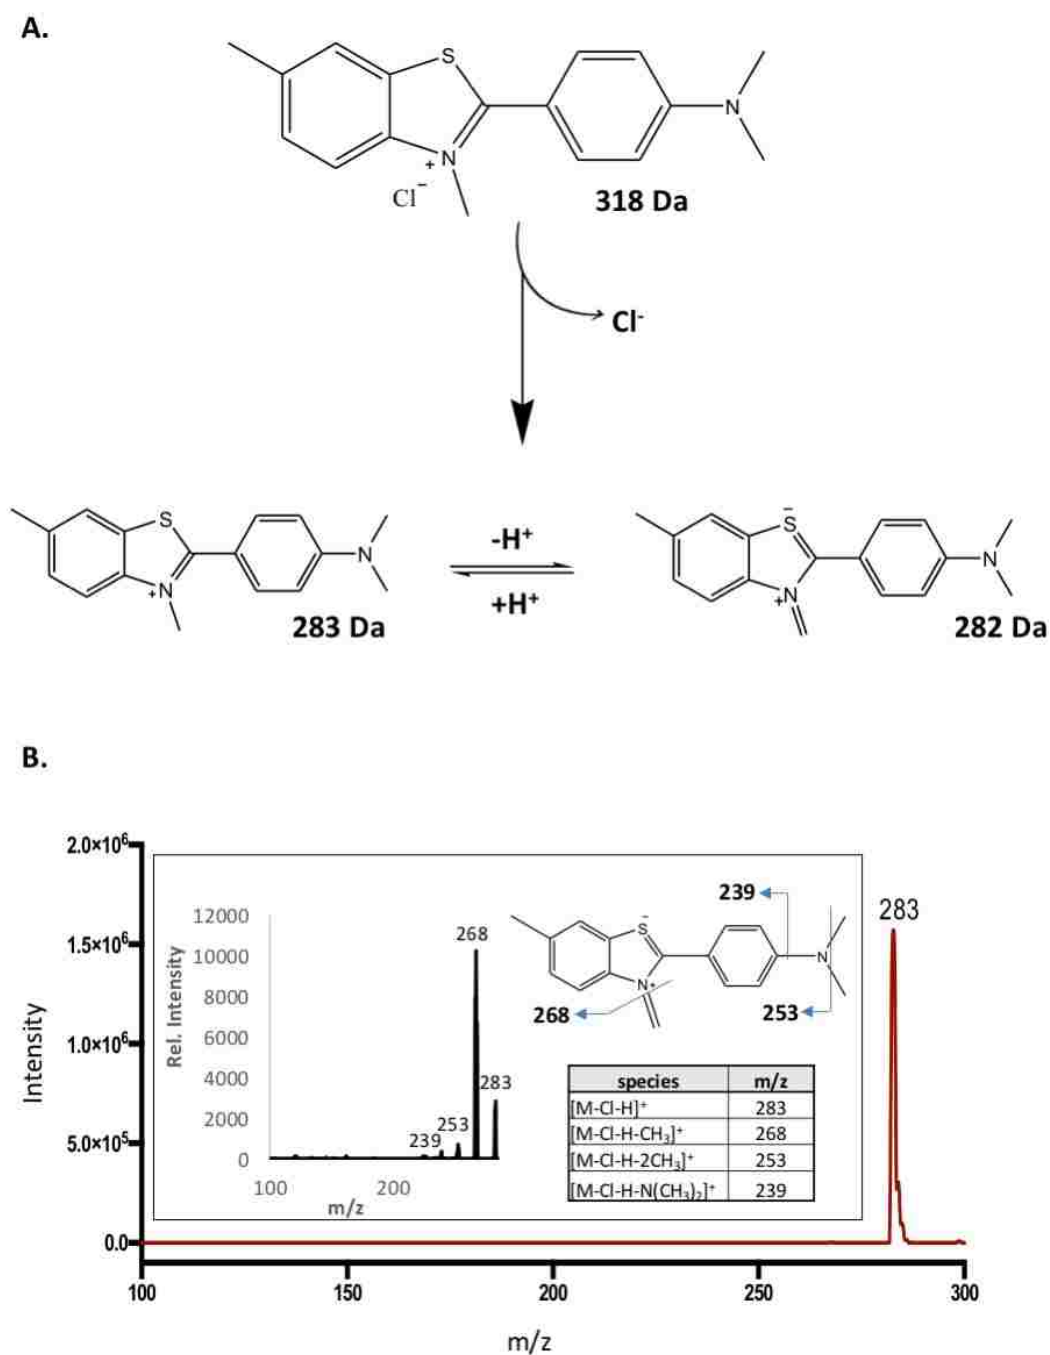 A.
S
N
N
+
Cl⁻
318 Da
Cl⁻
S
N
N
+
283 Da
-H⁺
+H⁺
S
-
N
N
+
282 Da
B.
2.0×10⁶
1.5×10⁶
1.0×10⁶
5.0×10⁵
0.0
Intensity
100
150
200
250
300
m/z
283
12000
10000
8000
6000
4000
2000
0
Rel. Intensity
100
200
m/z
239
253
268
283
239
S
-
N
N
+
268
253
species m/z
[M-Cl-H]⁺ 283
[M-Cl-H-CH₃]⁺ 268
[M-Cl-H-2CH₃]⁺ 253
[M-Cl-H-N(CH₃)₂]⁺ 239